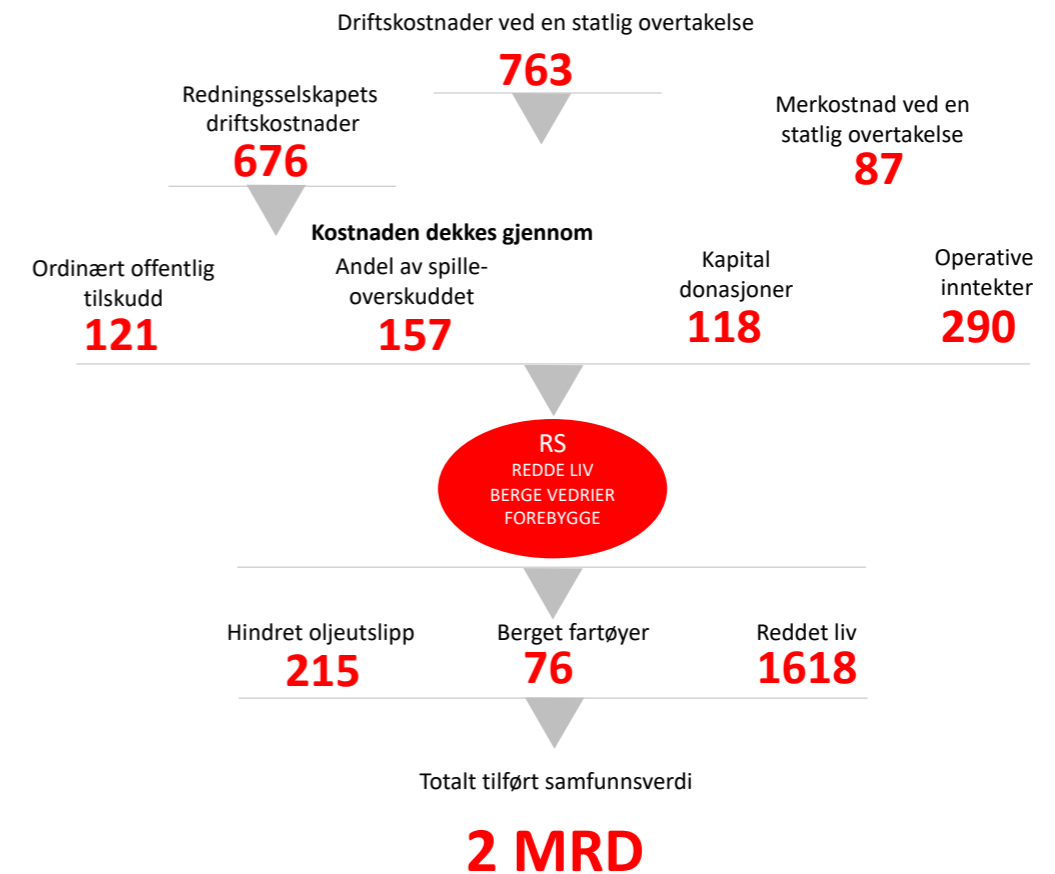 Driftskostnader ved en statlig overtakelse
763
Redningsselskapets
driftskostnader
676
Merkostnad ved en
statlig overtakelse
87
Kostnaden dekkes gjennom
Ordinært offentlig
tilskudd
121
Andel av spille-
overskuddet
157
Kapital
donasjoner
118
Operative
inntekter
290
RS
REDDE LIV
BERGE VEDRIER
FOREBYGGE
Hindret oljeutslipp
215
Berget fartøyer
76
Reddet liv
1618
Totalt tilført samfunnsverdi
2 MRD